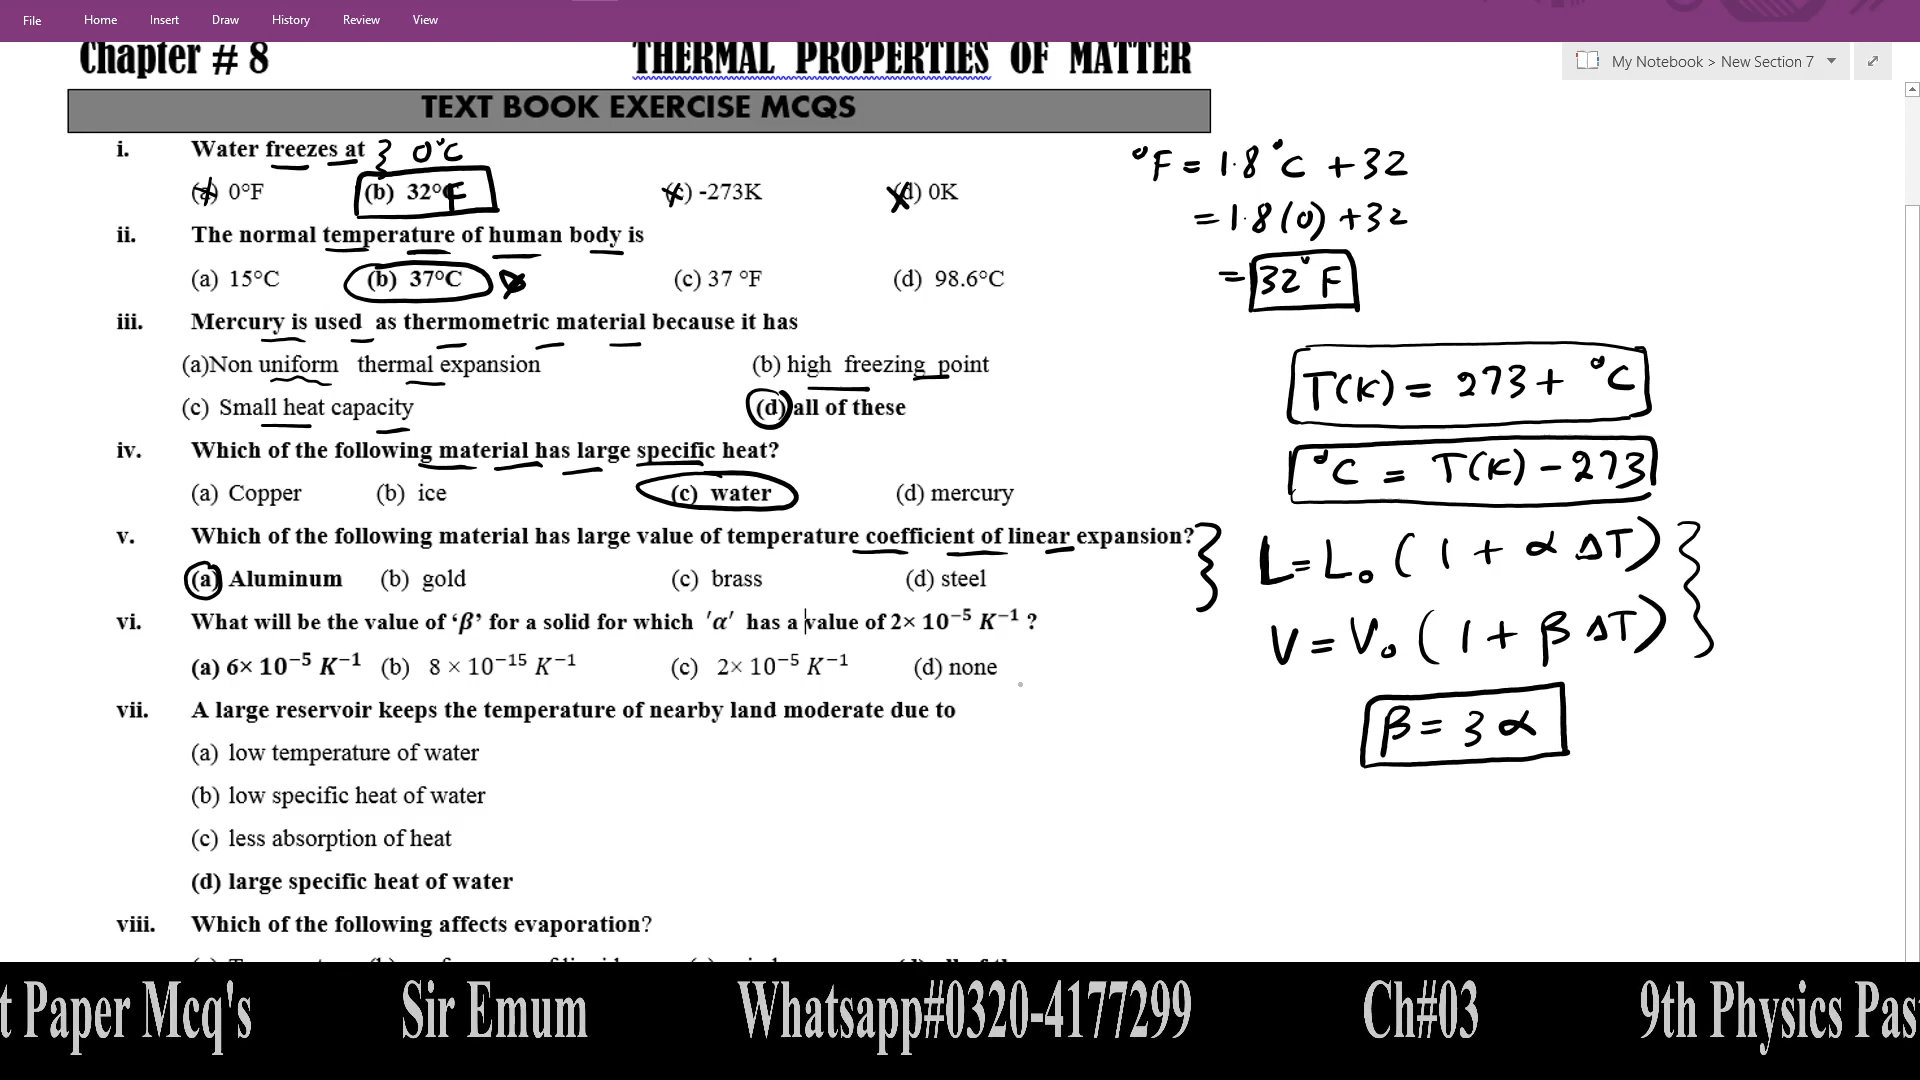 File Home Insert Draw History Review View
Chapter # 8 THERMAL PROPERTIES OF MATTER
My Notebook > New Section 7
TEXT BOOK EXERCISE MCQS
i. Water freezes at } 0°C
(a) 0°F (b) 32°F (c) -273K (d) 0K
ii. The normal temperature of human body is
(a) 15°C (b) 37°C (c) 37 °F (d) 98.6°C
iii. Mercury is used as thermometric material because it has
(a)Non uniform thermal expansion (b) high freezing point
(c) Small heat capacity (d) all of these
iv. Which of the following material has large specific heat?
(a) Copper (b) ice (c) water (d) mercury
v. Which of the following material has large value of temperature coefficient of linear expansion?
(a) Aluminum (b) gold (c) brass (d) steel
vi. What will be the value of ‘β’ for a solid for which ′α′ has a value of 2× 10⁻⁵ K⁻¹ ?
(a) 6× 10⁻⁵ K⁻¹ (b) 8 × 10⁻¹⁵ K⁻¹ (c) 2× 10⁻⁵ K⁻¹ (d) none
vii. A large reservoir keeps the temperature of nearby land moderate due to
(a) low temperature of water
(b) low specific heat of water
(c) less absorption of heat
(d) large specific heat of water
viii. Which of the following affects evaporation?
°F = 1.8°C + 32
= 1.8(0) + 32
= 32°F
T(K) = 273 + °C
°C = T(K) - 273
L = L₀ (1 + α ΔT)
V = V₀ (1 + β ΔT)
β = 3α
t Paper Mcq's Sir Emum Whatsapp#0320-4177299 Ch#03 9th Physics Pas